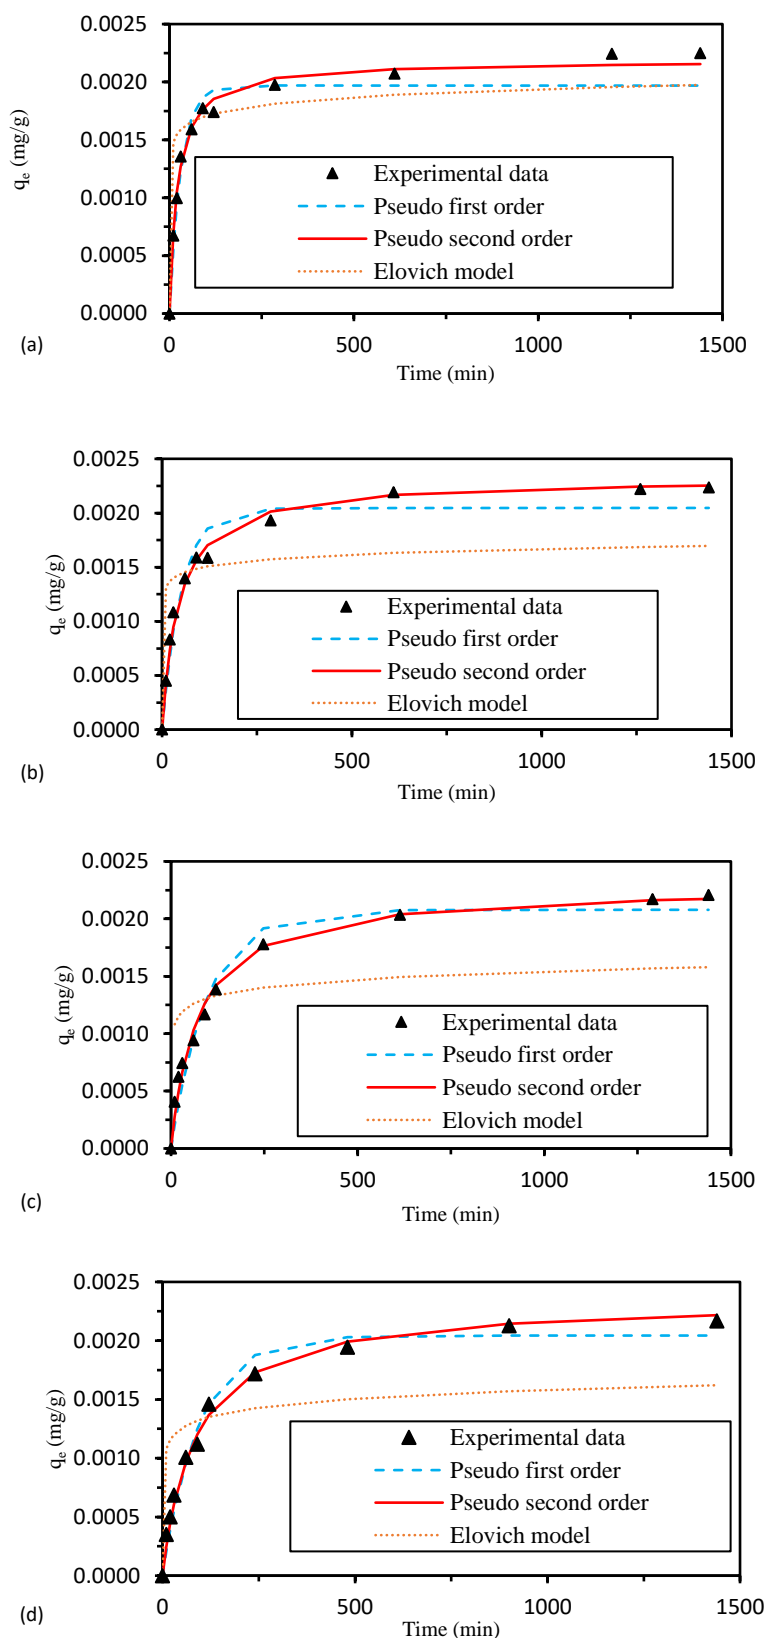 0.0025
0.0020
0.0015
0.0010
0.0005
0.0000
qe (mg/g)
Experimental data
Pseudo first order
Pseudo second order
Elovich model
0 500 1000 1500
Time (min)
(a)
0.0025
0.0020
0.0015
0.0010
0.0005
0.0000
qe (mg/g)
Experimental data
Pseudo first order
Pseudo second order
Elovich model
0 500 1000 1500
Time (min)
(b)
0.0025
0.0020
0.0015
0.0010
0.0005
0.0000
qe (mg/g)
Experimental data
Pseudo first order
Pseudo second order
Elovich model
0 500 1000 1500
Time (min)
(c)
0.0025
0.0020
0.0015
0.0010
0.0005
0.0000
qe (mg/g)
Experimental data
Pseudo first order
Pseudo second order
Elovich model
0 500 1000 1500
Time (min)
(d)